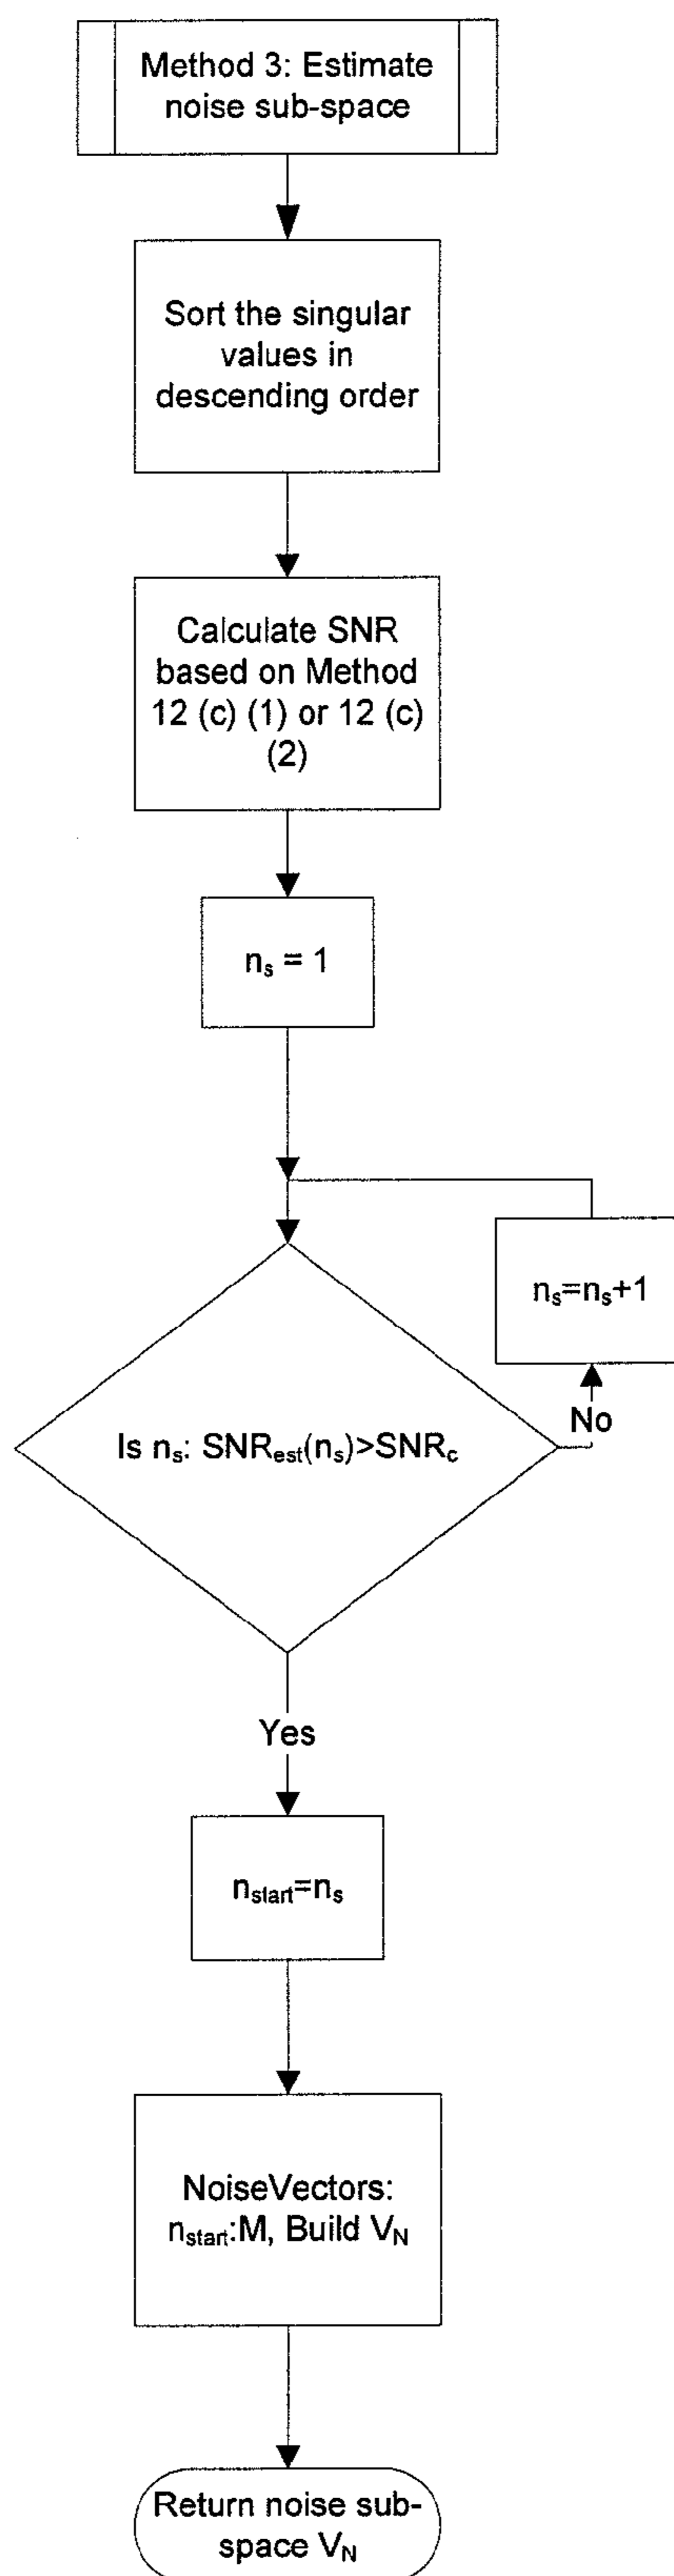 Method 3: Estimate
noise sub-space
Sort the singular
values in
descending order
Calculate SNR
based on Method
12 (c) (1) or 12 (c)
(2)
nₛ = 1
nₛ=nₛ+1
No
Is nₛ: SNRest(nₛ)>SNRc
Yes
nstart=nₛ
NoiseVectors:
nstart:M, Build VN
Return noise sub-
space VN